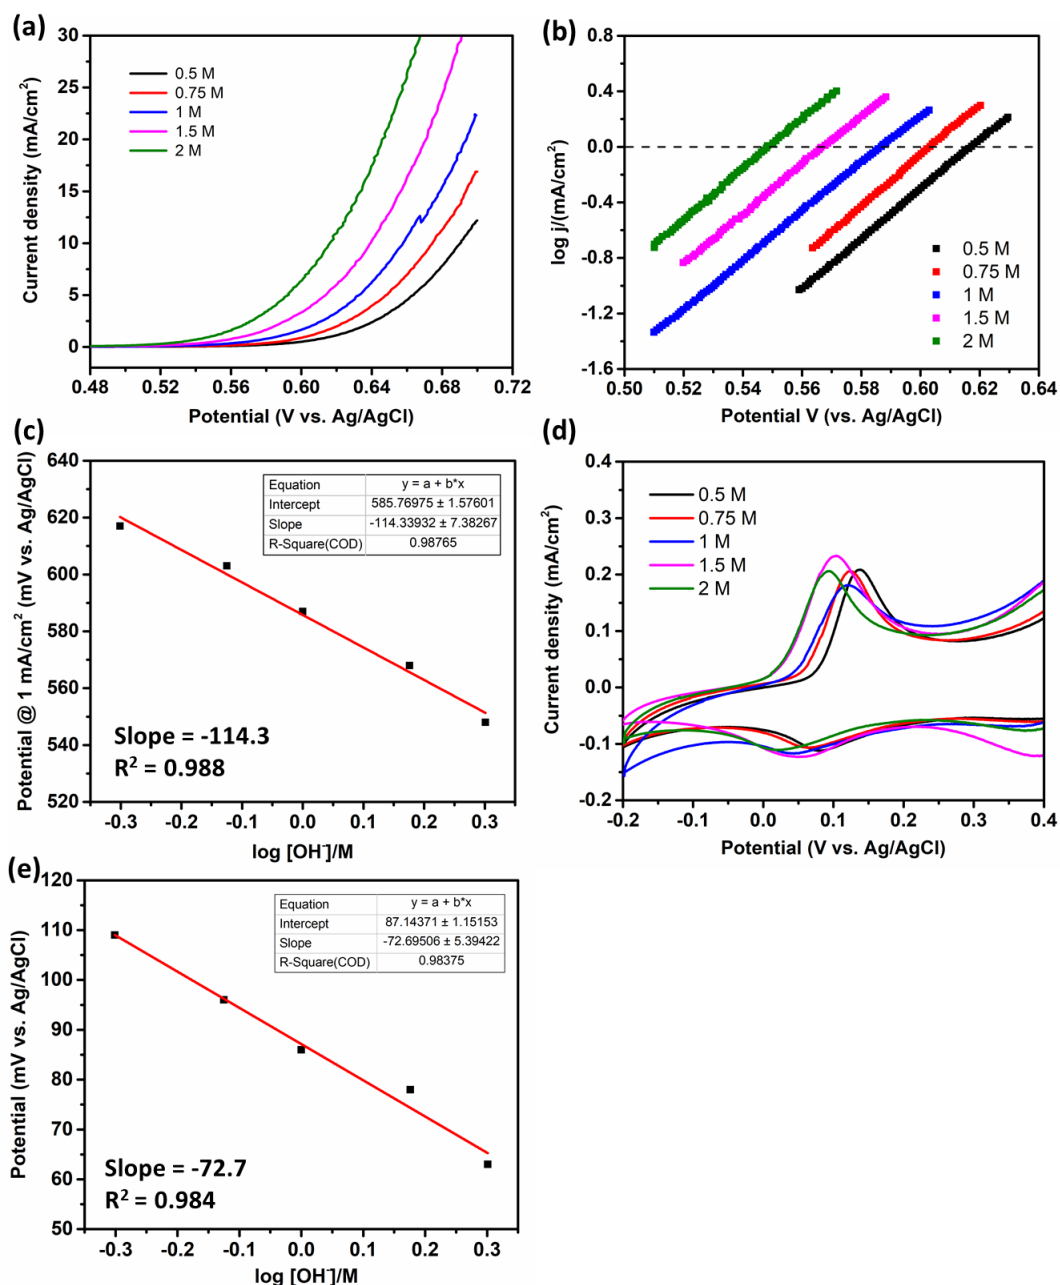 (a)
30
25
20
15
10
5
0
0.48 0.52 0.56 0.60 0.64 0.68 0.72
Current density (mA/cm²)
Potential (V vs. Ag/AgCl)
0.5 M
0.75 M
1 M
1.5 M
2 M
(b)
0.8
0.4
0.0
-0.4
-0.8
-1.2
-1.6
0.50 0.52 0.54 0.56 0.58 0.60 0.62 0.64
log j/(mA/cm²)
Potential V (vs. Ag/AgCl)
0.5 M
0.75 M
1 M
1.5 M
2 M
(c)
640
620
600
580
560
540
520
-0.3 -0.2 -0.1 0.0 0.1 0.2 0.3
Potential @ 1 mA/cm² (mV vs. Ag/AgCl)
log [OH⁻]/M
Equation y = a + b*x
Intercept 585.76975 ± 1.57601
Slope -114.33932 ± 7.38267
R-Square(COD) 0.98765
Slope = -114.3
R² = 0.988
(d)
0.4
0.3
0.2
0.1
0.0
-0.1
-0.2
-0.2 -0.1 0.0 0.1 0.2 0.3 0.4
Current density (mA/cm²)
Potential (V vs. Ag/AgCl)
0.5 M
0.75 M
1 M
1.5 M
2 M
(e)
120
110
100
90
80
70
60
50
-0.3 -0.2 -0.1 0.0 0.1 0.2 0.3
Potential (mV vs. Ag/AgCl)
log [OH⁻]/M
Equation y = a + b*x
Intercept 87.14371 ± 1.15153
Slope -72.69506 ± 5.39422
R-Square(COD) 0.98375
Slope = -72.7
R² = 0.984